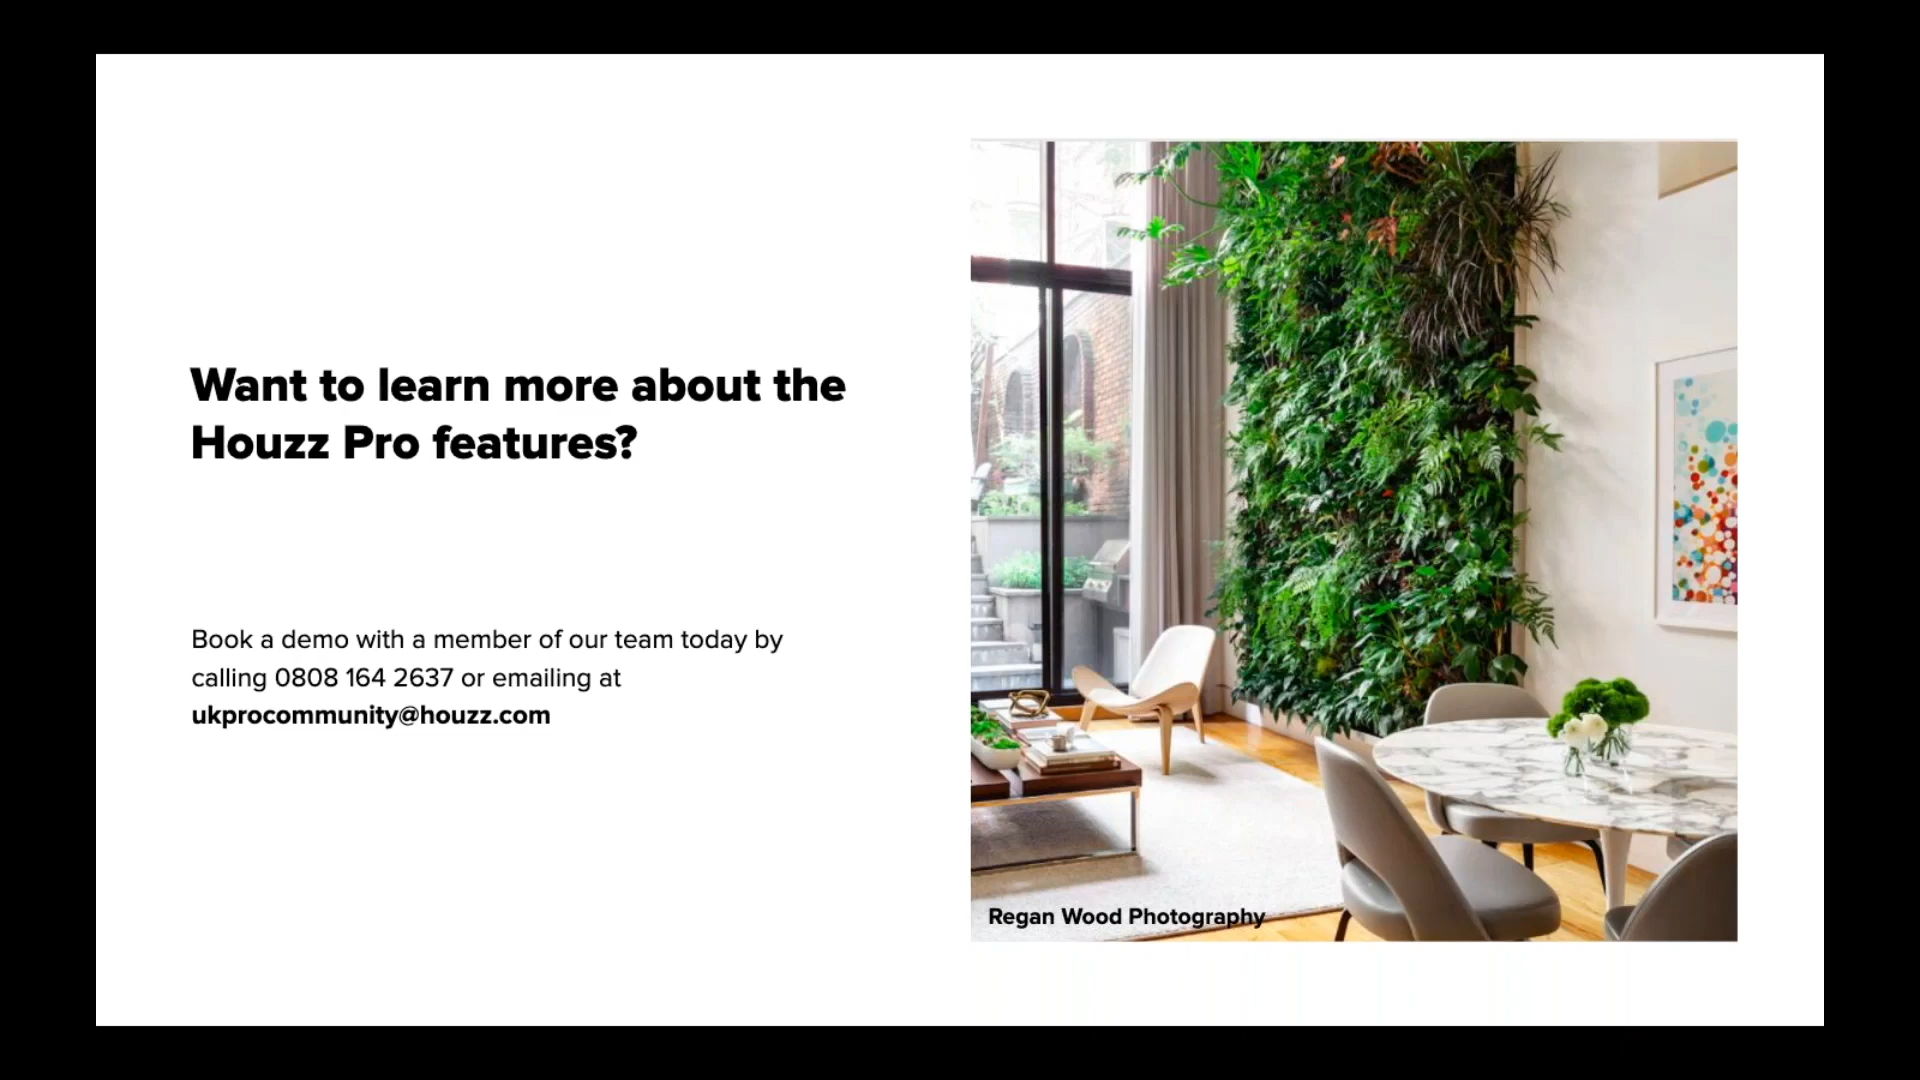 Want to learn more about the
Houzz Pro features?
Book a demo with a member of our team today by
calling 0808 164 2637 or emailing at
ukprocommunity@houzz.com
Regan Wood Photography